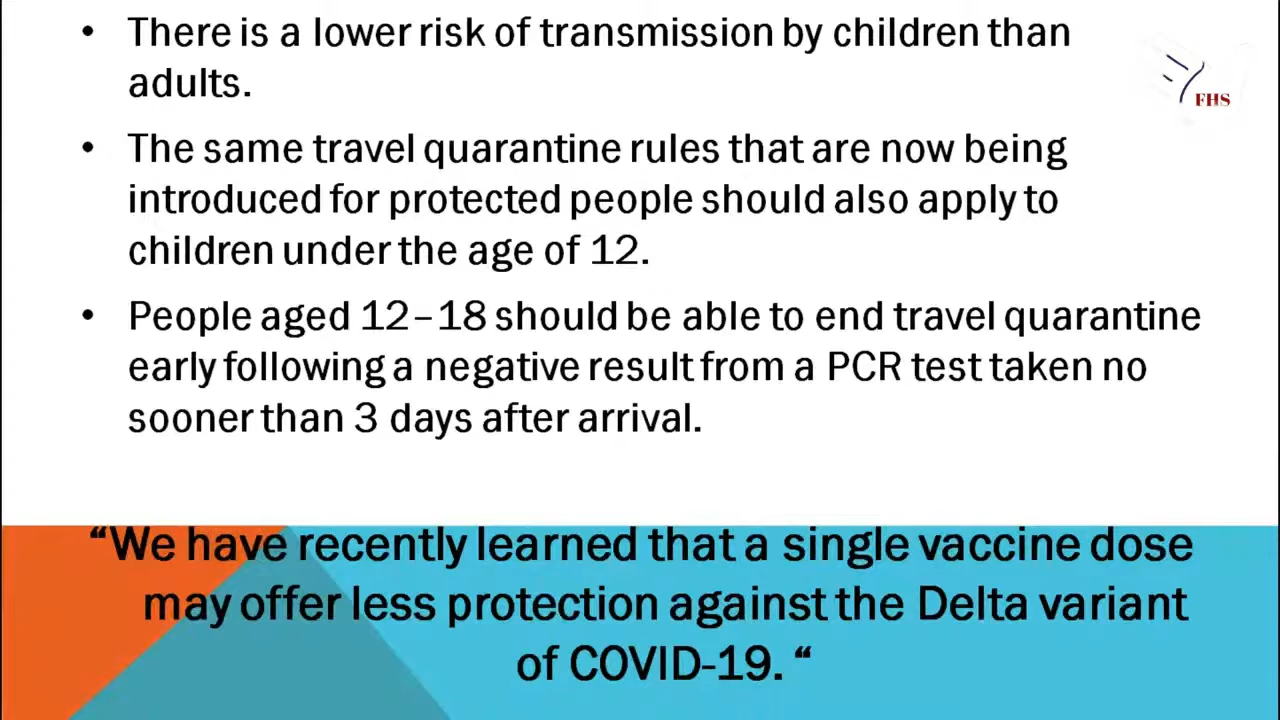 • There is a lower risk of transmission by children than
adults.
FHS
• The same travel quarantine rules that are now being
introduced for protected people should also apply to
children under the age of 12.
• People aged 12–18 should be able to end travel quarantine
early following a negative result from a PCR test taken no
sooner than 3 days after arrival.
“We have recently learned that a single vaccine dose
may offer less protection against the Delta variant
of COVID-19. “